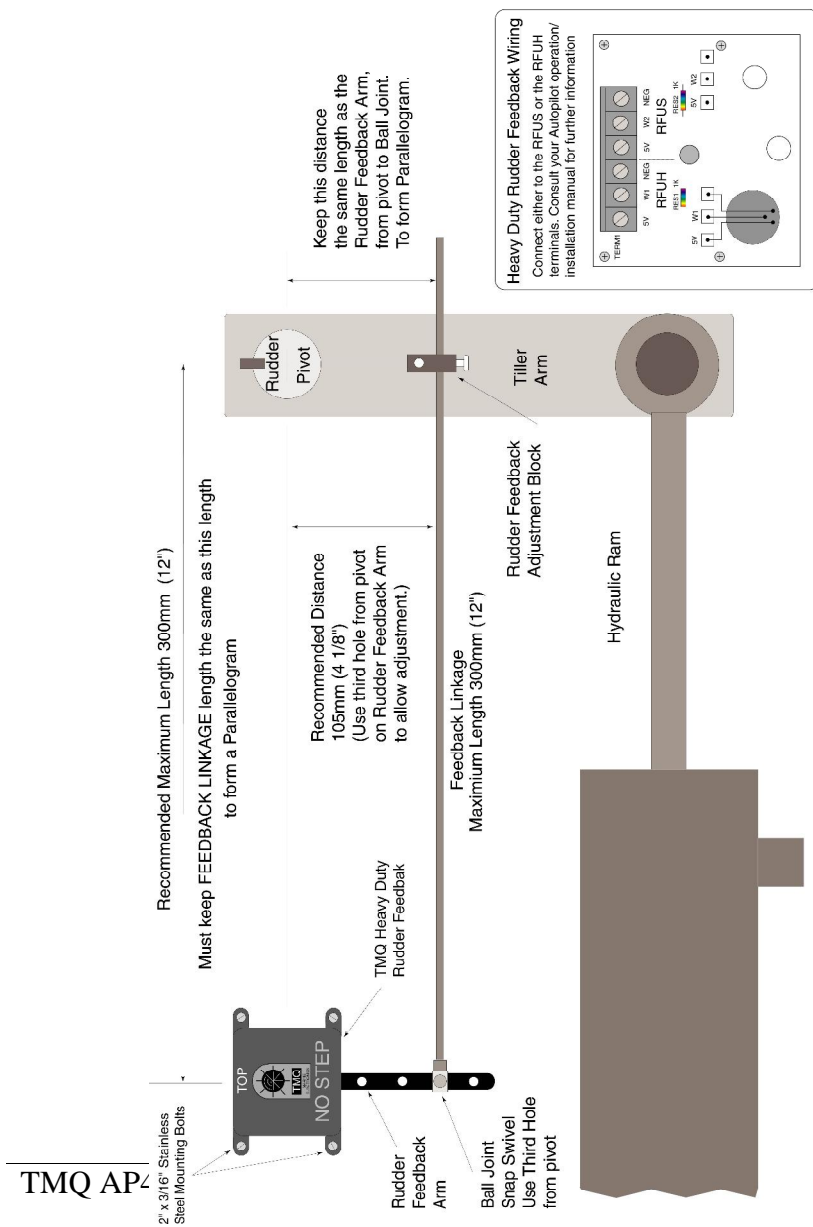 Recommended Maximum Length 300mm (12")
Must keep FEEDBACK LINKAGE length the same as this length
to form a Parallelogram
2" x 3/16" Stainless
Steel Mounting Bolts
TOP
TMQ
NO STEP
TMQ Heavy Duty
Rudder Feedbak
Rudder
Feedback
Arm
Ball Joint
Snap Swivel
Use Third Hole
from pivot
Recommended Distance
105mm (4 1/8")
(Use third hole from pivot
on Rudder Feedback Arm
to allow adjustment.)
Feedback Linkage
Maximium Length 300mm (12")
Rudder
Pivot
Keep this distance
the same length as the
Rudder Feedback Arm,
from pivot to Ball Joint.
To form Parallelogram.
Rudder Feedback
Adjustment Block
Tiller
Arm
Hydraulic Ram
Heavy Duty Rudder Feedback Wiring
Connect either to the RFUS or the RFUH
terminals. Consult your Autopilot operation/
installation manual for further information
TERM1
5V W1 NEG 5V W2 NEG
RFUH RFUS
RES1 1K
RES2 1K
5V W1
5V W2
TMQ AP4